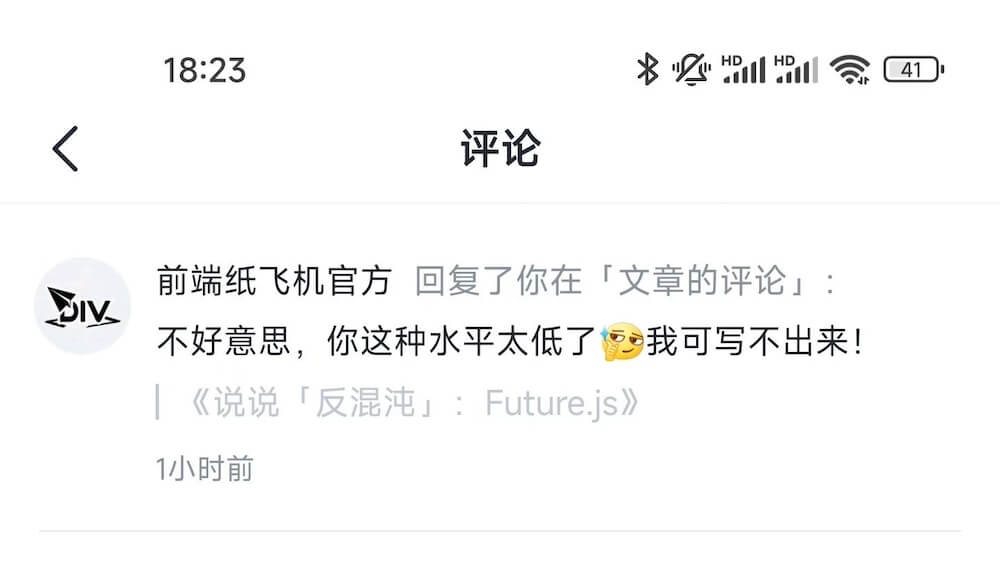 18:23
HD HD 41
评论
DIV
前端纸飞机官方 回复了你在「文章的评论」:
不好意思，你这种水平太低了我可写不出来！
《说说「反混沌」：Future.js》
1小时前